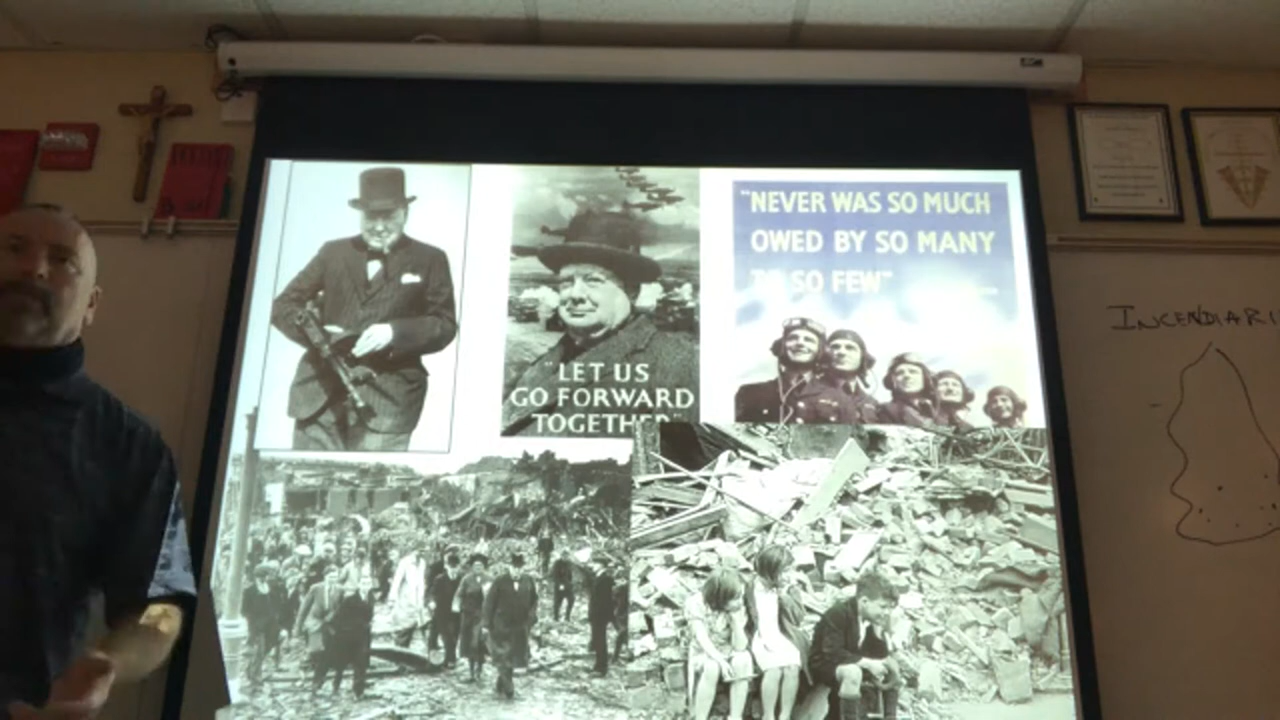 "NEVER WAS SO MUCH
OWED BY SO MANY
SO FEW"
"LET US
GO FORWARD
TOGETHER"
INCENDIARI